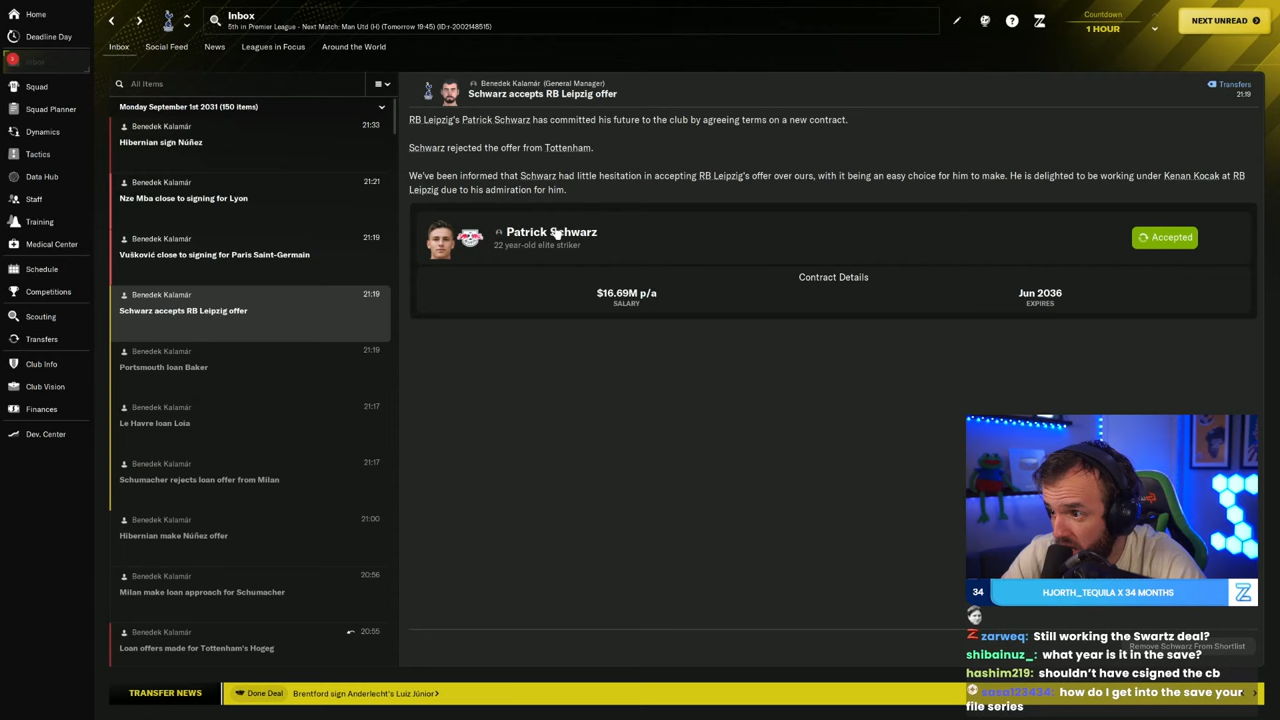 Home
Inbox
5th in Premier League - Next Match: Man Utd (H) (Tomorrow 19:45) (ID:r-2002148515)
Countdown
1 HOUR
NEXT UNREAD
Deadline Day
2
Inbox
Inbox
Social Feed
News
Leagues in Focus
Around the World
Squad
Squad Planner
Dynamics
Tactics
Data Hub
Staff
Training
Medical Center
Schedule
Competitions
Scouting
Transfers
Club Info
Club Vision
Finances
Dev. Center
All Items
Monday September 1st 2031 (150 items)
Benedek Kalamár
21:33
Hibernian sign Núñez
Benedek Kalamár
21:21
Nze Mba close to signing for Lyon
Benedek Kalamár
21:19
Vušković close to signing for Paris Saint-Germain
Benedek Kalamár
21:19
Schwarz accepts RB Leipzig offer
Benedek Kalamár
21:19
Portsmouth loan Baker
Benedek Kalamár
21:17
Le Havre loan Loia
Benedek Kalamár
21:17
Schumacher rejects loan offer from Milan
Benedek Kalamár
21:00
Hibernian make Núñez offer
Benedek Kalamár
20:56
Milan make loan approach for Schumacher
Benedek Kalamár
20:55
Loan offers made for Tottenham's Hogeg
Benedek Kalamár (General Manager)
Schwarz accepts RB Leipzig offer
Transfers
21:19
RB Leipzig's Patrick Schwarz has committed his future to the club by agreeing terms on a new contract.
Schwarz rejected the offer from Tottenham.
We've been informed that Schwarz had little hesitation in accepting RB Leipzig's offer over ours, with it being an easy choice for him to make. He is delighted to be working under Kenan Kocak at RB
Leipzig due to his admiration for him.
Patrick Schwarz
22 year-old elite striker
Accepted
Contract Details
$16.69M p/a
SALARY
Jun 2036
EXPIRES
34
HJORTH_TEQUILA X 34 MONTHS
Z
zarweq: Still working the Swartz deal?
Remove Schwarz From Shortlist
shibainuz_: what year is it in the save?
hashim219: shouldn't have csigned the cb
sasa123434: how do I get into the save your
file series
TRANSFER NEWS
Done Deal
Brentford sign Anderlecht's Luiz Júnior>